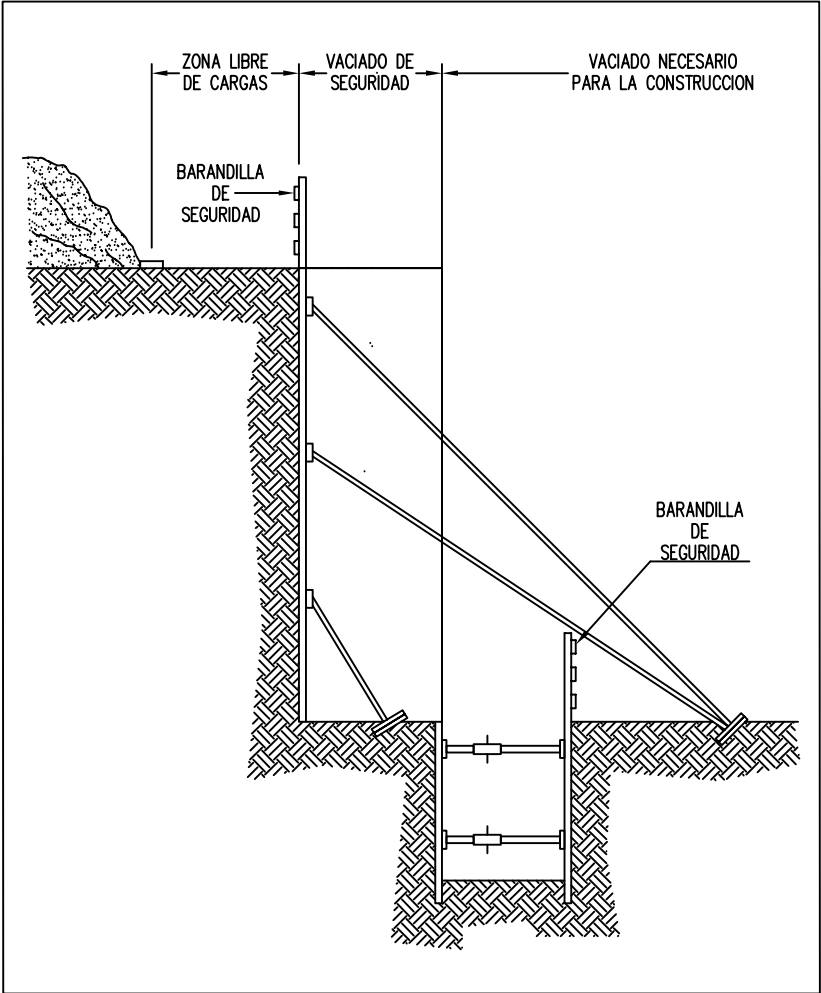 ZONA LIBRE
DE CARGAS
VACIADO DE
SEGURIDAD
VACIADO NECESARIO
PARA LA CONSTRUCCION
BARANDILLA
DE
SEGURIDAD
BARANDILLA
DE
SEGURIDAD